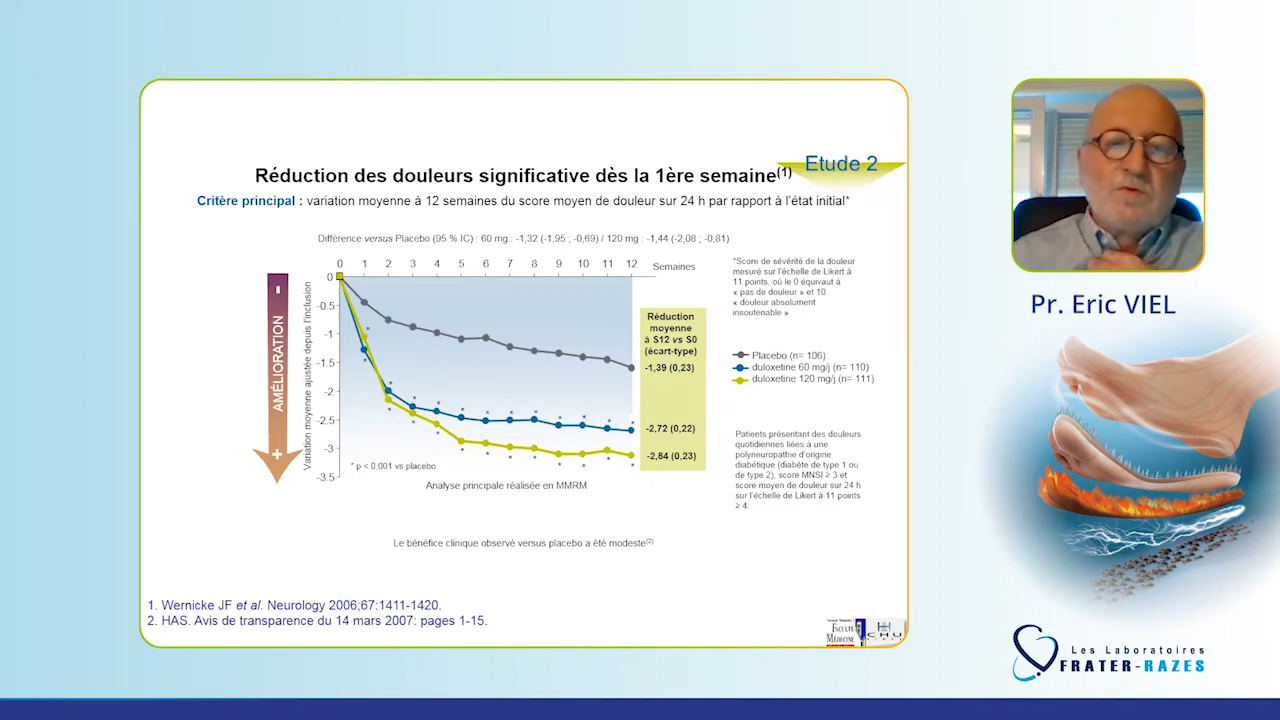 Etude 2
Réduction des douleurs significative dès la 1ère semaine(1)
Critère principal : variation moyenne à 12 semaines du score moyen de douleur sur 24 h par rapport à l'état initial*
Différence versus Placebo (95 % IC) : 60 mg : -1,32 (-1,95 ; -0,69) / 120 mg : -1,44 (-2,08 ; -0,81)
0 1 2 3 4 5 6 7 8 9 10 11 12 Semaines
0
-0.5
-1
-1.5
-2
-2.5
-3
-3.5
- AMÉLIORATION +
Variation moyenne ajustée depuis l'inclusion
* p < 0,001 vs placebo
Analyse principale réalisée en MMRM
Réduction
moyenne
à S12 vs S0
(écart-type)
-1,39 (0,23)
-2,72 (0,22)
-2,84 (0,23)
*Score de sévérité de la douleur
mesuré sur l'échelle de Likert à
11 points, où le 0 équivaut à
« pas de douleur » et 10
« douleur absolument
insoutenable »
Placebo (n= 106)
duloxetine 60 mg/j (n= 110)
duloxetine 120 mg/j (n= 111)
Patients présentant des douleurs
quotidiennes liées à une
polyneuropathie d'origine
diabétique (diabète de type 1 ou
de type 2), score MNSI ≥ 3 et
score moyen de douleur sur 24 h
sur l'échelle de Likert à 11 points
≥ 4.
Le bénéfice clinique observé versus placebo a été modeste(2)
1. Wernicke JF et al. Neurology 2006;67:1411-1420.
2. HAS. Avis de transparence du 14 mars 2007: pages 1-15.
FACULTÉ
MÉDECINE
CHU
Pr. Eric VIEL
Les Laboratoires
FRATER-RAZES